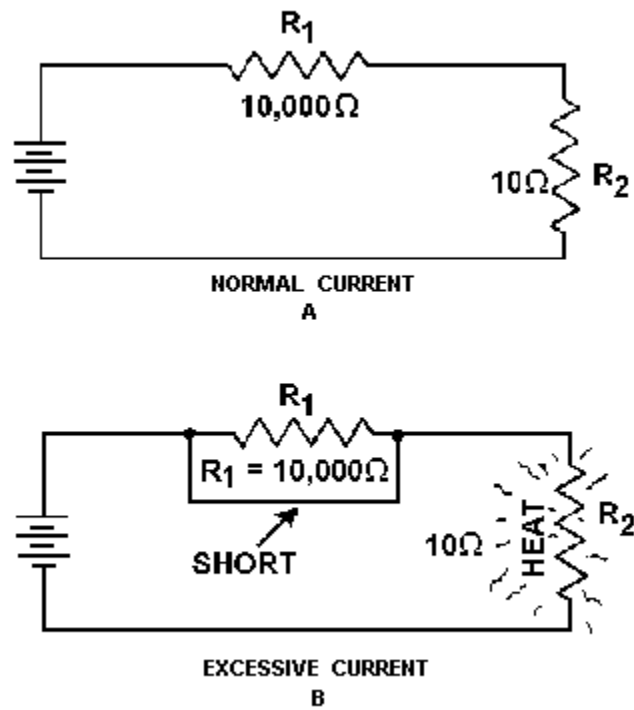 R1
10,000Ω
10Ω R2
NORMAL CURRENT
A
R1
R1 = 10,000Ω
SHORT
10Ω HEAT R2
EXCESSIVE CURRENT
B